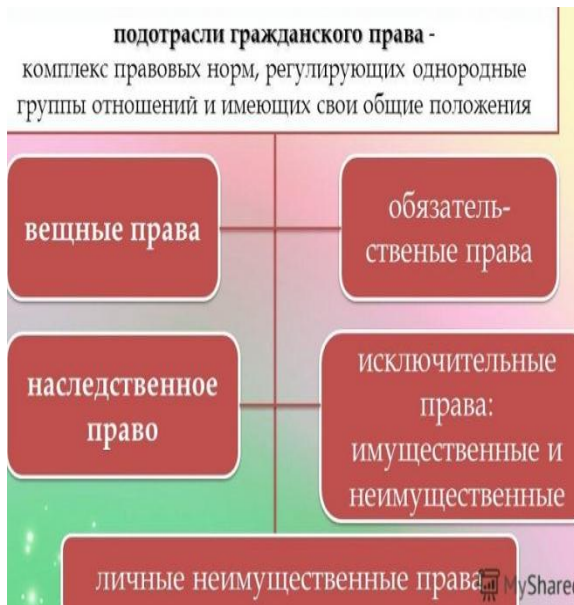 подотрасли гражданского права -
комплекс правовых норм, регулирующих однородные
группы отношений и имеющих свои общие положения
вещные права
обязатель-
ственые права
наследственное
право
исключительные
права:
имущественные и
неимущественные
личные неимущественные права
MyShared